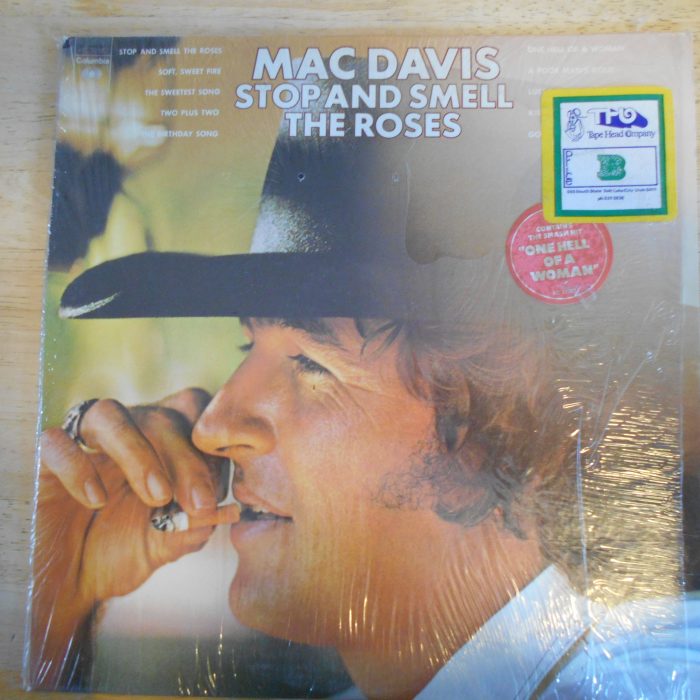 Columbia
STOP AND SMELL THE ROSES
SOFT, SWEET FIRE
THE SWEETEST SONG
TWO PLUS TWO
BIRTHDAY SONG
MAC DAVIS
STOP AND SMELL
THE ROSES
ONE HELL OF A WOMAN
A POOR MAN'S
THC
Tape Head Company
B
CONTAINS
THE SMASH HIT
"ONE HELL
OF A
WOMAN"